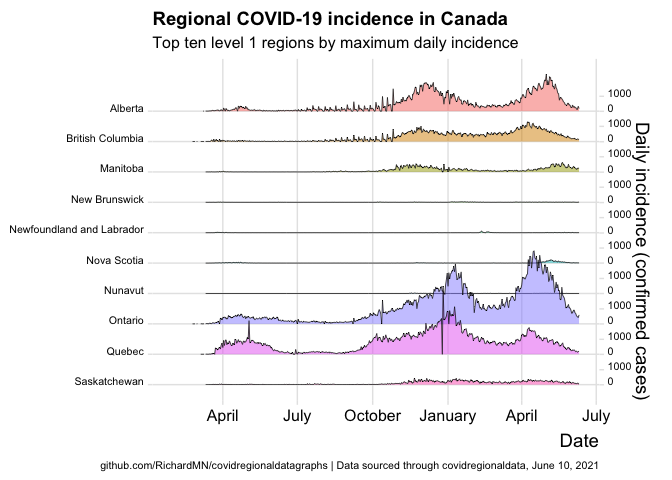 Regional COVID-19 incidence in Canada
Top ten level 1 regions by maximum daily incidence
Alberta
1000
0
British Columbia
1000
0
Manitoba
1000
0
New Brunswick
1000
0
Newfoundland and Labrador
1000
0
Nova Scotia
1000
0
Nunavut
1000
0
Ontario
1000
0
Quebec
1000
0
Saskatchewan
1000
0
Daily incidence (confirmed cases)
April July October January April July
Date
github.com/RichardMN/covidregionaldatagraphs | Data sourced through covidregionaldata, June 10, 2021